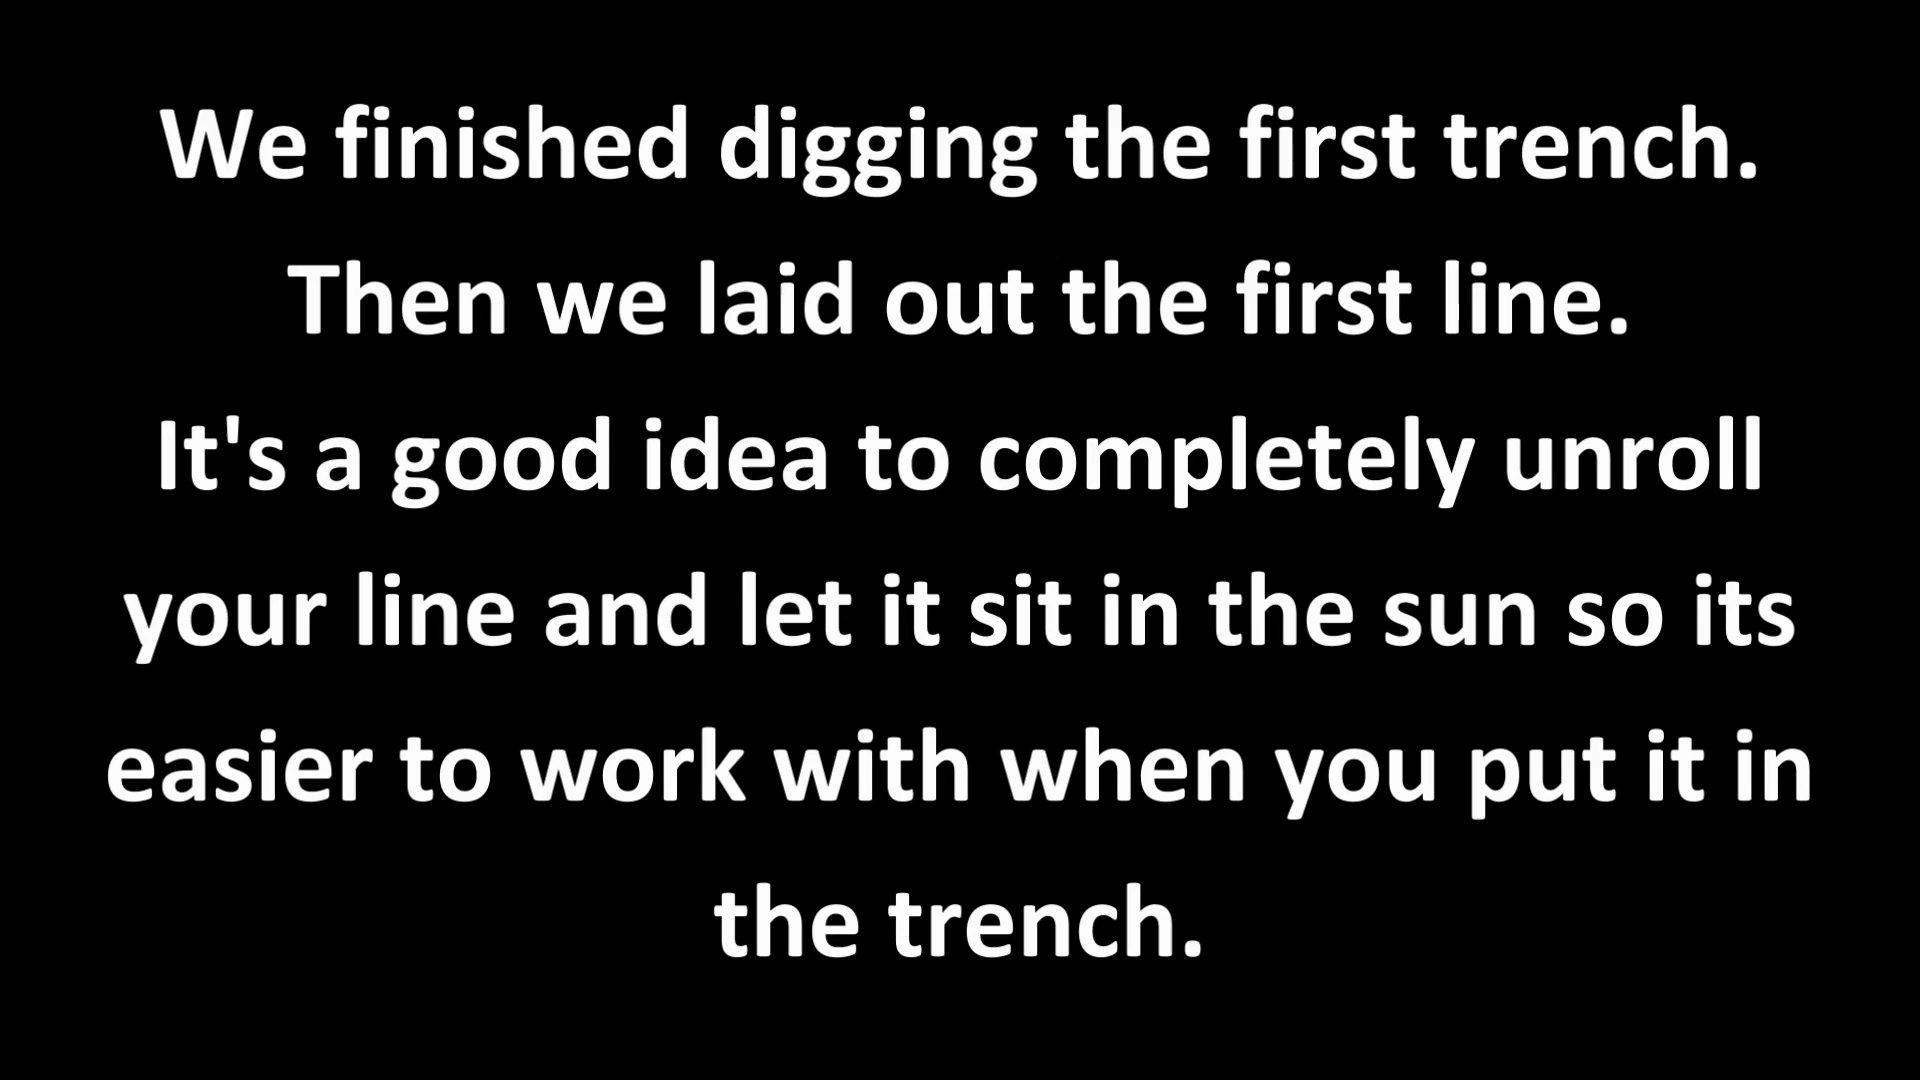 We finished digging the first trench.
Then we laid out the first line.
It's a good idea to completely unroll
your line and let it sit in the sun so its
easier to work with when you put it in
the trench.